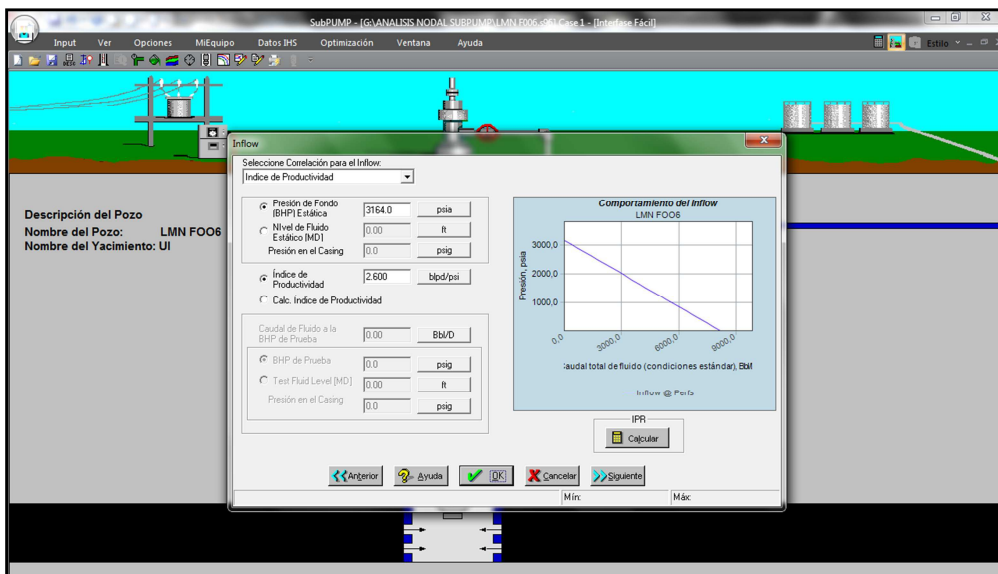 SubPUMP - [G:\ANALISIS NODAL SUBPUMP\LMN F006.s96] Case 1 - [Interfase Fácil]
Input Ver Opciones MiEquipo Datos IHS Optimización Ventana Ayuda
Estilo
Inflow
Seleccione Correlación para el Inflow:
Indice de Productividad
Presión de Fondo (BHP) Estática 3164.0 psia
NIvel de Fluido Estático [MD] 0.00 ft
Presión en el Casing 0.0 psig
Índice de Productividad 2.600 blpd/psi
Calc. Indice de Productividad
Caudal de Fluido a la BHP de Prueba 0.00 Bbl/D
BHP de Prueba 0.0 psig
Test Fluid Level [MD] 0.00 ft
Presión en el Casing 0.0 psig
Comportamiento del Inflow
LMN FOO6
Presión, psia
3000,0
2000,0
1000,0
0,0 3000,0 6000,0 9000,0
audal total de fluido (condiciones estándar), Bbl
Inflow @ Perfs
IPR
Calcular
Anterior Ayuda OK Cancelar Siguiente
Mín: Máx:
Descripción del Pozo
Nombre del Pozo: LMN FOO6
Nombre del Yacimiento: UI